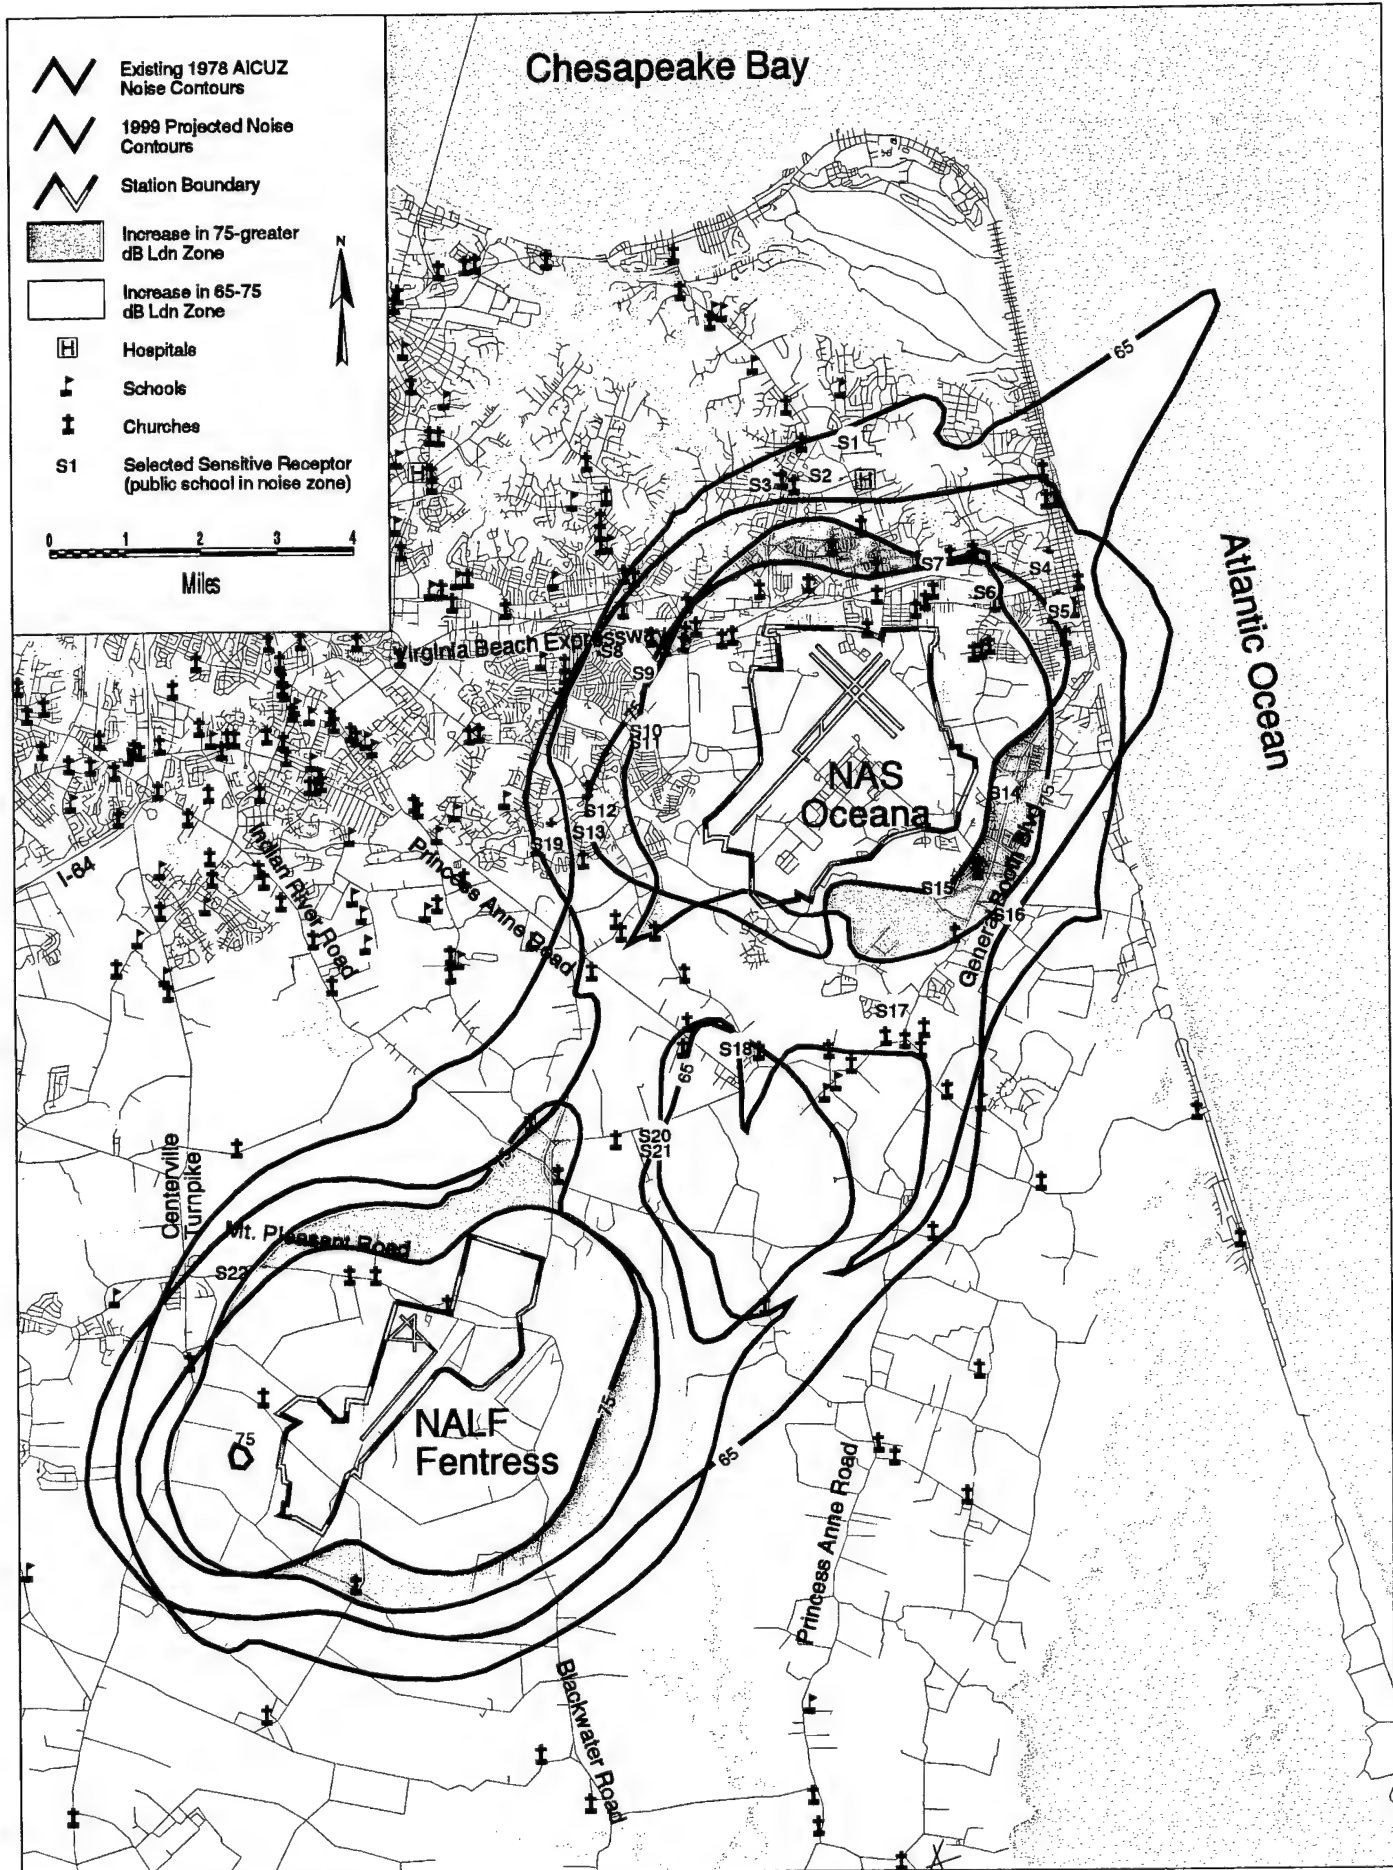 Existing 1978 AICUZ
Noise Contours
1999 Projected Noise
Contours
Station Boundary
Increase in 75-greater
dB Ldn Zone
Increase in 65-75
dB Ldn Zone
H
Hospitals
Schools
Churches
S1
Selected Sensitive Receptor
(public school in noise zone)
N
0 1 2 3 4
Miles
Chesapeake Bay
Atlantic Ocean
65
S1
S2
S3
H
H
S4
S5
S6
S7
Virginia Beach Expressway
S8
S9
S10
S11
NAS
Oceana
S12
S13
S14
75
S19
S15
S16
General Booth Blvd
I-64
Indian River Road
Princess Anne Road
S17
S18
65
S20
S21
Centerville
Turnpike
Mt. Pleasant Road
S22
75
75
NALF
Fentress
65
Princess Anne Road
Blackwater Road